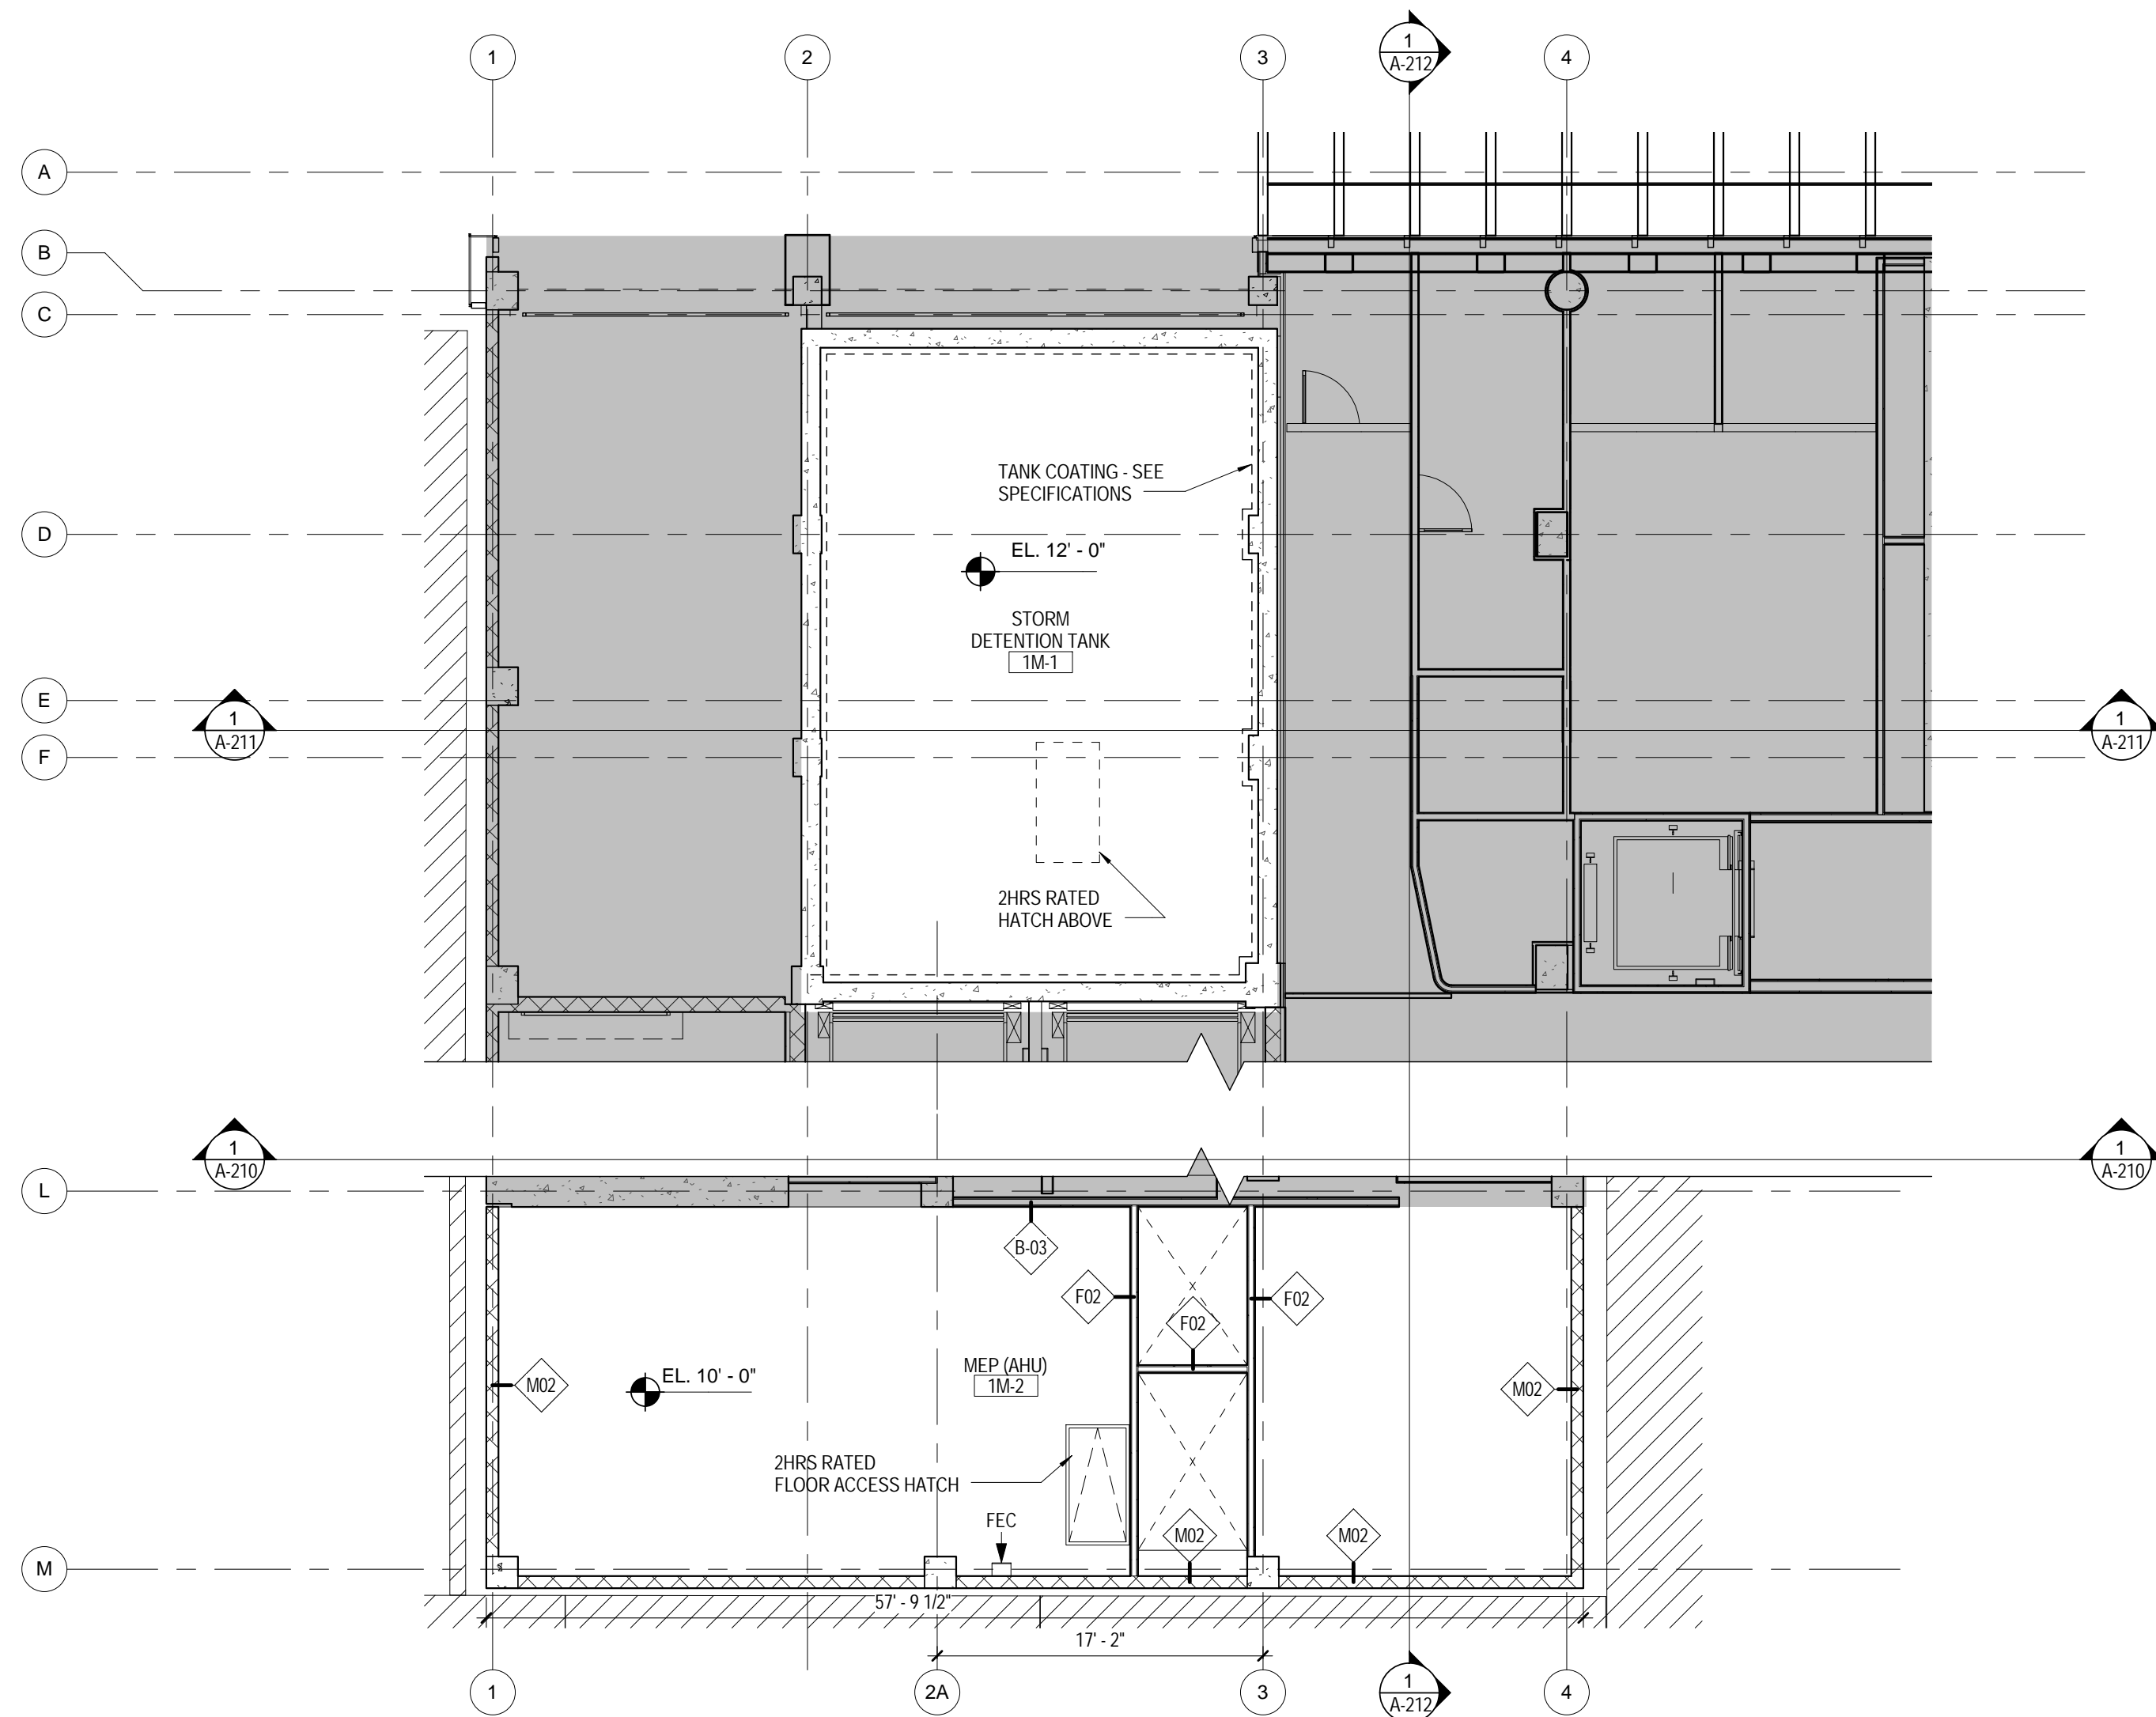 1
2
3
1
A-212
4
A
B
C
TANK COATING - SEE
SPECIFICATIONS
D
EL. 12' - 0"
STORM
DETENTION TANK
1M-1
E
1
A-211
1
A-211
F
2HRS RATED
HATCH ABOVE
1
A-210
1
A-210
L
B-03
F02
F02
F02
MEP (AHU)
1M-2
EL. 10' - 0"
M02
M02
2HRS RATED
FLOOR ACCESS HATCH
FEC
M02
M02
M
57' - 9 1/2"
17' - 2"
1
2A
3
1
A-212
4